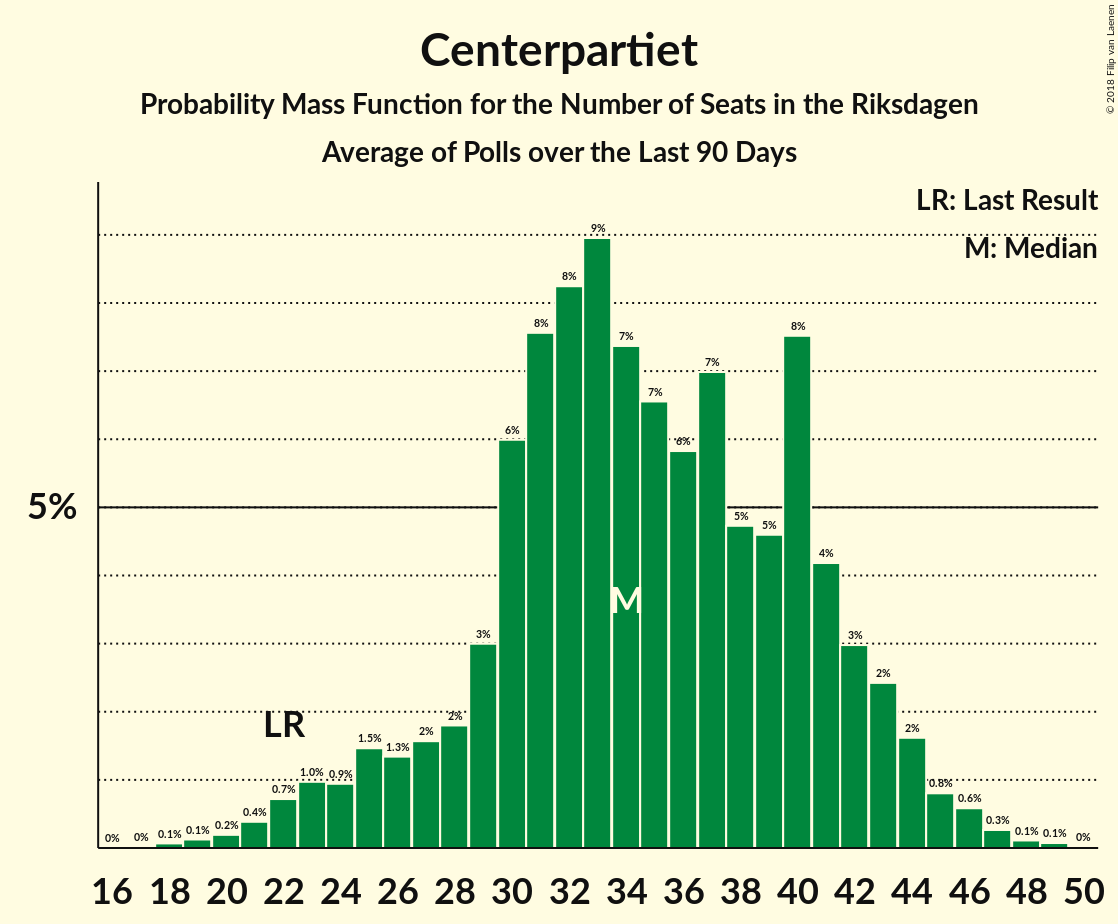 Centerpartiet
Probability Mass Function for the Number of Seats in the Riksdagen
Average of Polls over the Last 90 Days
© 2018 Filip van Laenen
LR: Last Result
M: Median
5%
0% 0% 0.1% 0.1% 0.2% 0.4% 0.7% 1.0% 0.9% 1.5% 1.3% 2% 2% 3% 6% 8% 8% 9% 7% 7% 6% 7% 5% 5% 8% 4% 3% 2% 2% 0.8% 0.6% 0.3% 0.1% 0.1% 0%
LR
M
16 18 20 22 24 26 28 30 32 34 36 38 40 42 44 46 48 50